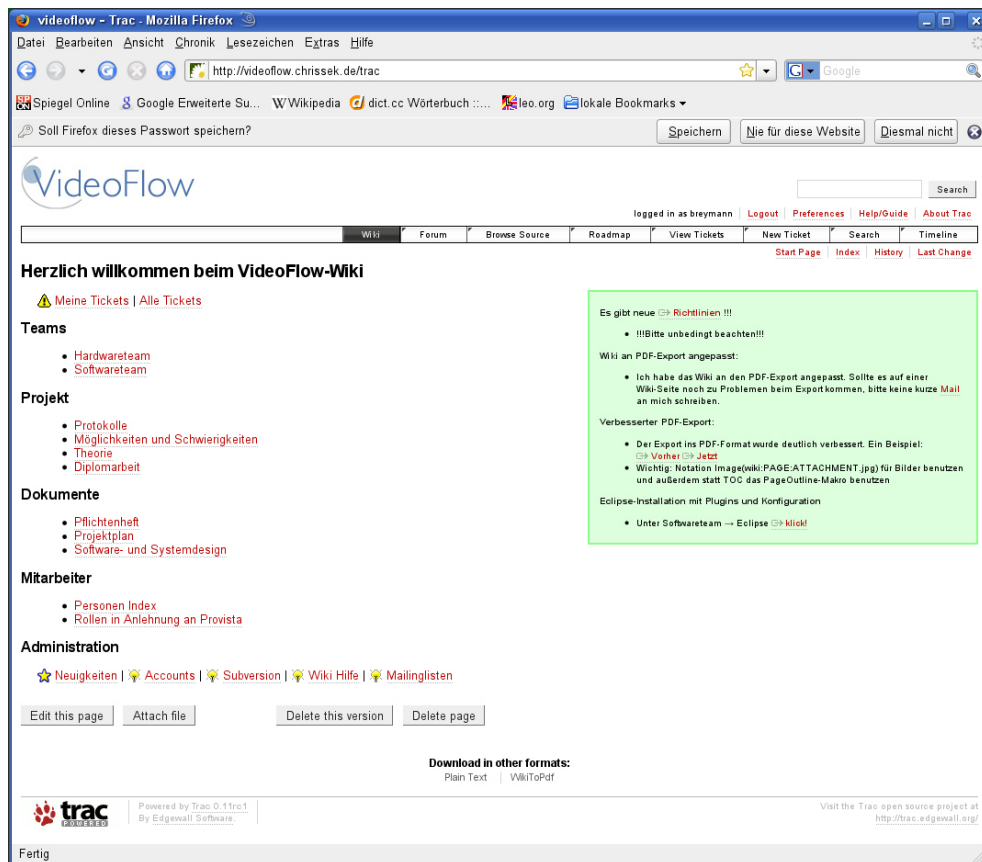 videoflow - Trac - Mozilla Firefox
Datei Bearbeiten Ansicht Chronik Lesezeichen Extras Hilfe
http://videoflow.chrissek.de/trac
G Google
Spiegel Online Google Erweiterte Su... Wikipedia dict.cc Wörterbuch ::... leo.org lokale Bookmarks
Soll Firefox dieses Passwort speichern? Speichern Nie für diese Website Diesmal nicht
VideoFlow
Search
logged in as breymann Logout Preferences Help/Guide About Trac
Wiki Forum Browse Source Roadmap View Tickets New Ticket Search Timeline
Start Page Index History Last Change
Herzlich willkommen beim VideoFlow-Wiki
Meine Tickets | Alle Tickets
Teams
• Hardwareteam
• Softwareteam
Projekt
• Protokolle
• Möglichkeiten und Schwierigkeiten
• Theorie
• Diplomarbeit
Dokumente
• Pflichtenheft
• Projektplan
• Software- und Systemdesign
Mitarbeiter
• Personen Index
• Rollen in Anlehnung an Provista
Administration
Neuigkeiten | Accounts | Subversion | Wiki Hilfe | Mailinglisten
Es gibt neue Richtlinien !!!
• !!!Bitte unbedingt beachten!!!
Wiki an PDF-Export angepasst:
• Ich habe das Wiki an den PDF-Export angepasst. Sollte es auf einer
Wiki-Seite noch zu Problemen beim Export kommen, bitte keine kurze Mail
an mich schreiben.
Verbesserter PDF-Export:
• Der Export ins PDF-Format wurde deutlich verbessert. Ein Beispiel:
Vorher Jetzt
• Wichtig: Notation Image(wiki:PAGE:ATTACHMENT.jpg) für Bilder benutzen
und außerdem statt TOC das PageOutline-Makro benutzen
Eclipse-Installation mit Plugins und Konfiguration
• Unter Softwareteam → Eclipse klick!
Edit this page Attach file Delete this version Delete page
Download in other formats:
Plain Text WikiToPdf
trac
POWERED
Powered by Trac 0.11rc1
By Edgewall Software.
Visit the Trac open source project at
http://trac.edgewall.org/
Fertig